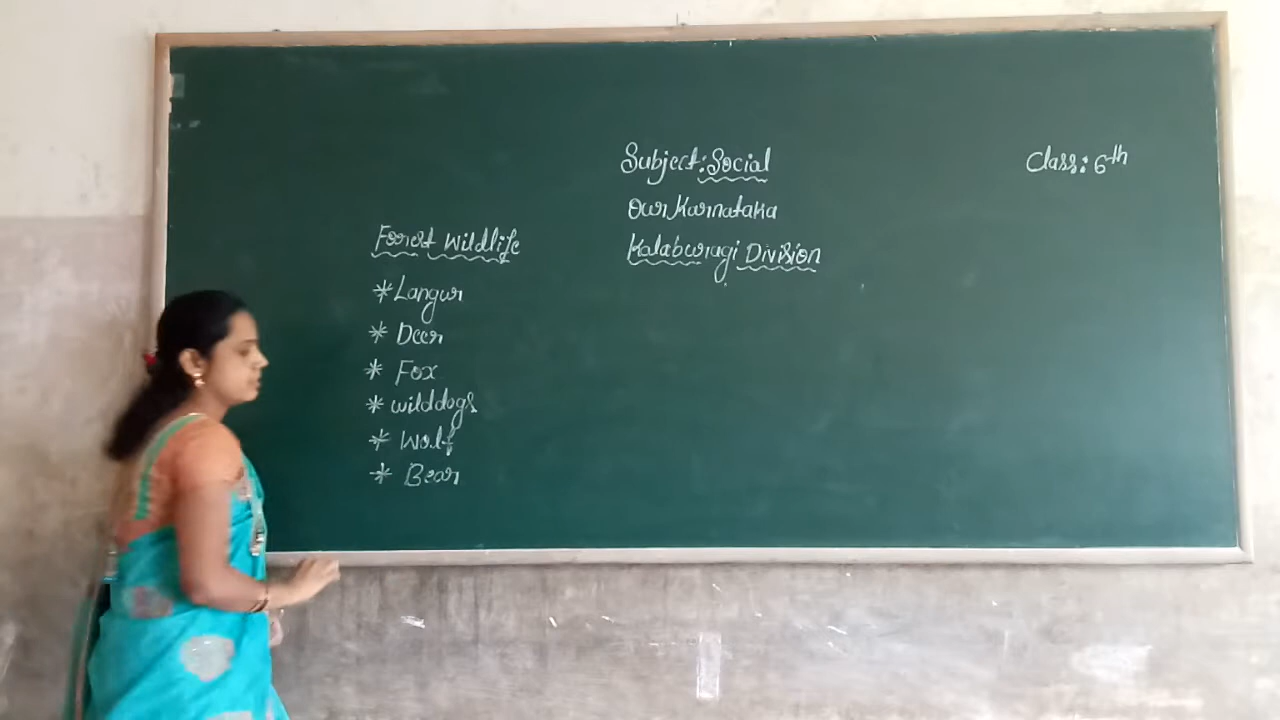 Subject: Social
Class: 6th
Our Karnataka
Kalaburagi Division
Forest Wildlife
* Langur
* Deer
* Fox
* wilddogs
* Wolf
* Bear